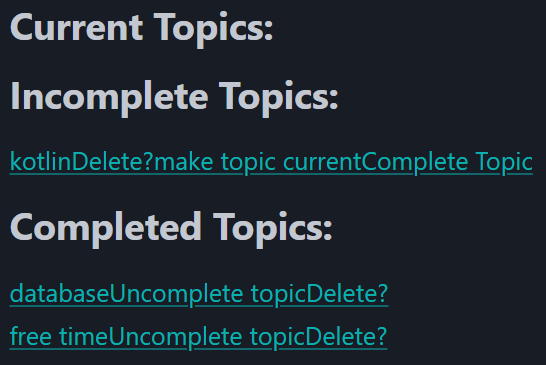 Current Topics:
Incomplete Topics:
kotlinDelete?make topic currentComplete Topic
Completed Topics:
databaseUncomplete topicDelete?
free timeUncomplete topicDelete?